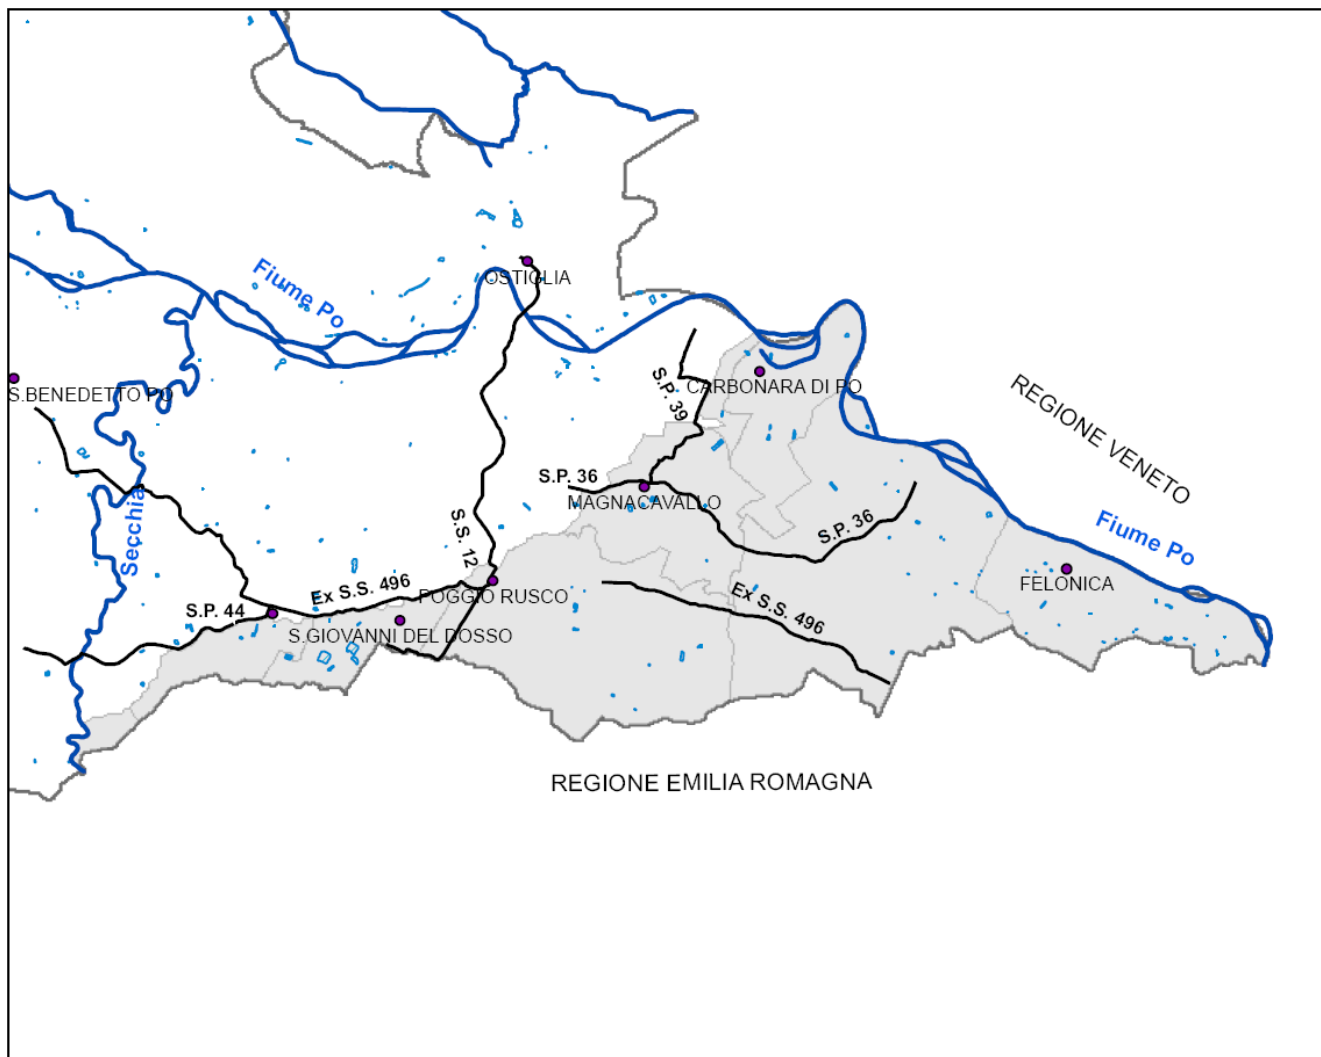 OSTIGLIA
Fiume Po
S.BENEDETTO PO
S.P. 39
CARBONARA DI PO
REGIONE VENETO
S.P. 36
MAGNACAVALLO
Secchia
S.S. 12
S.P. 36
Fiume Po
Ex S.S. 496
POGGIO RUSCO
FELONICA
S.P. 44
Ex S.S. 496
S.GIOVANNI DEL DOSSO
REGIONE EMILIA ROMAGNA